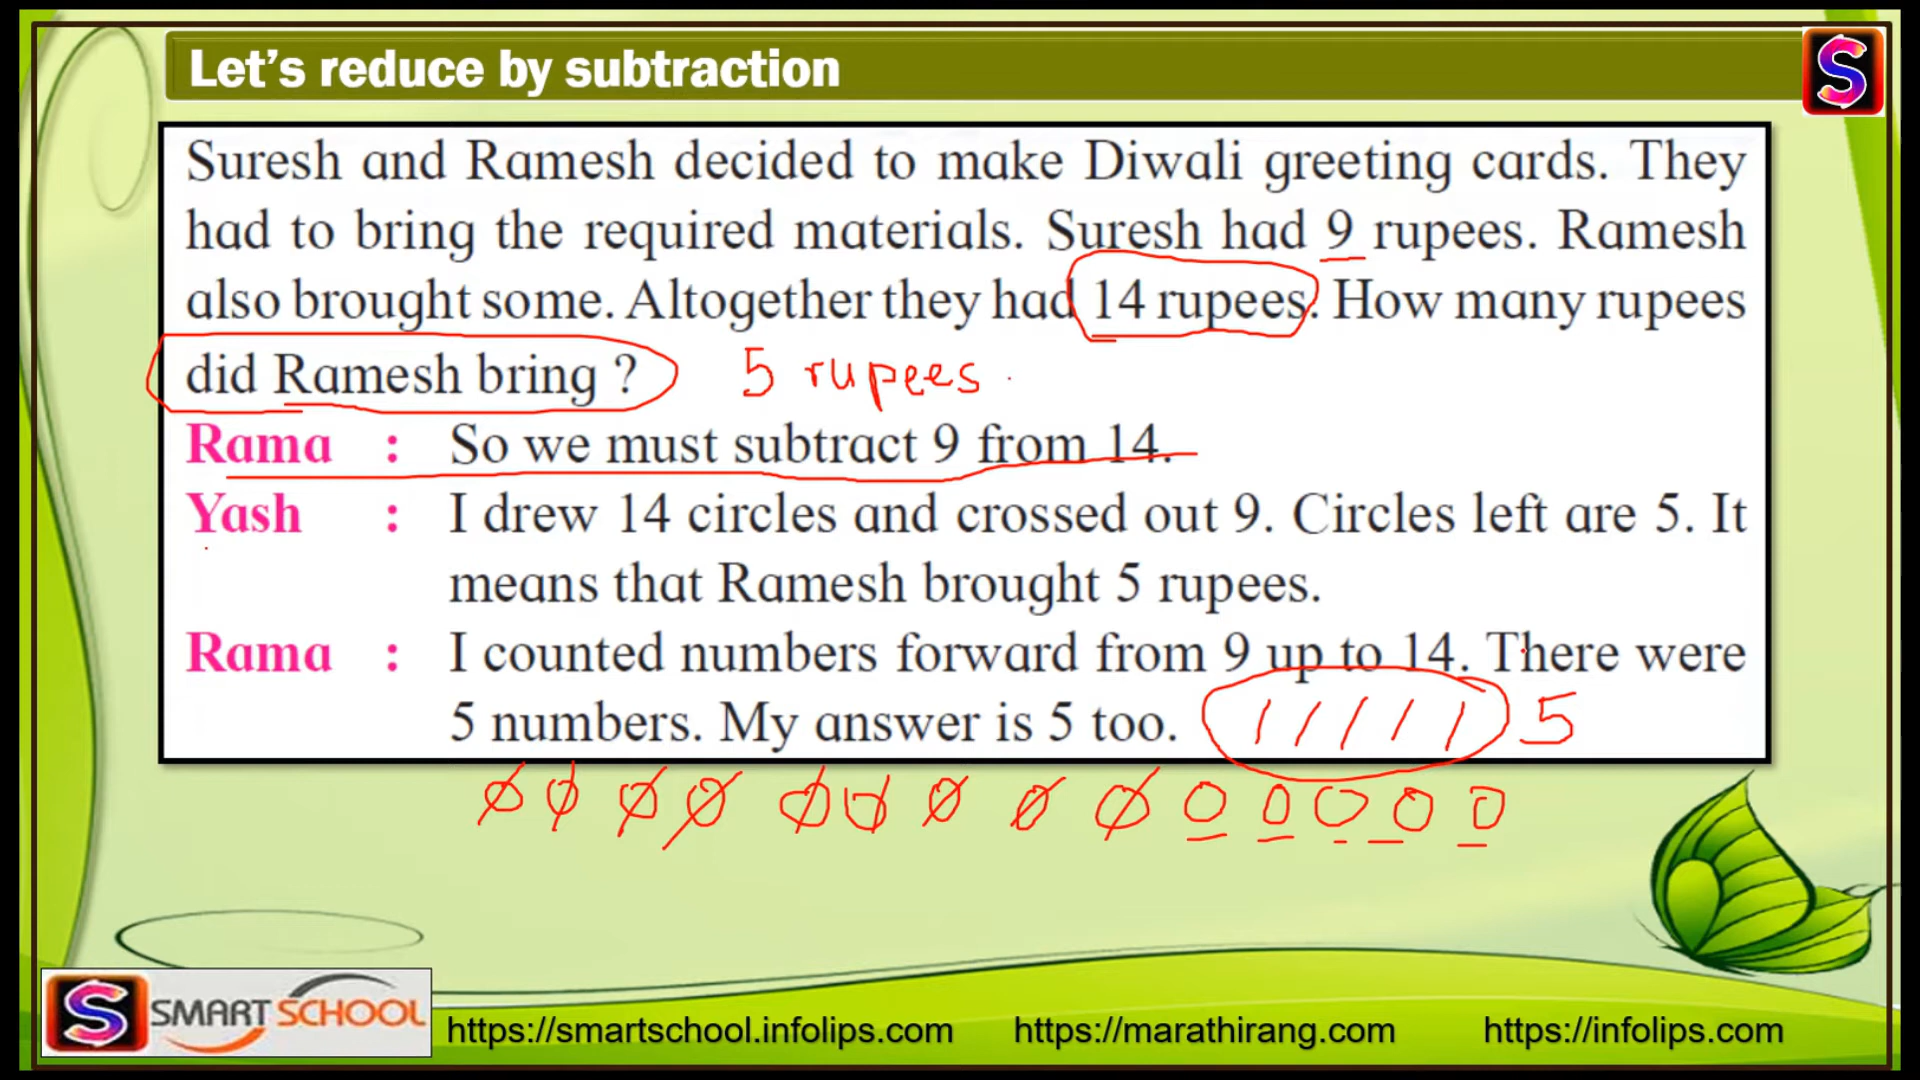 Let's reduce by subtraction
S
Suresh and Ramesh decided to make Diwali greeting cards. They
had to bring the required materials. Suresh had 9 rupees. Ramesh
also brought some. Altogether they had 14 rupees. How many rupees
did Ramesh bring ? 5 rupees.
Rama : So we must subtract 9 from 14.
Yash : I drew 14 circles and crossed out 9. Circles left are 5. It
means that Ramesh brought 5 rupees.
Rama : I counted numbers forward from 9 up to 14. There were
5 numbers. My answer is 5 too. / / / / / 5
S SMART SCHOOL
https://smartschool.infolips.com https://marathirang.com https://infolips.com